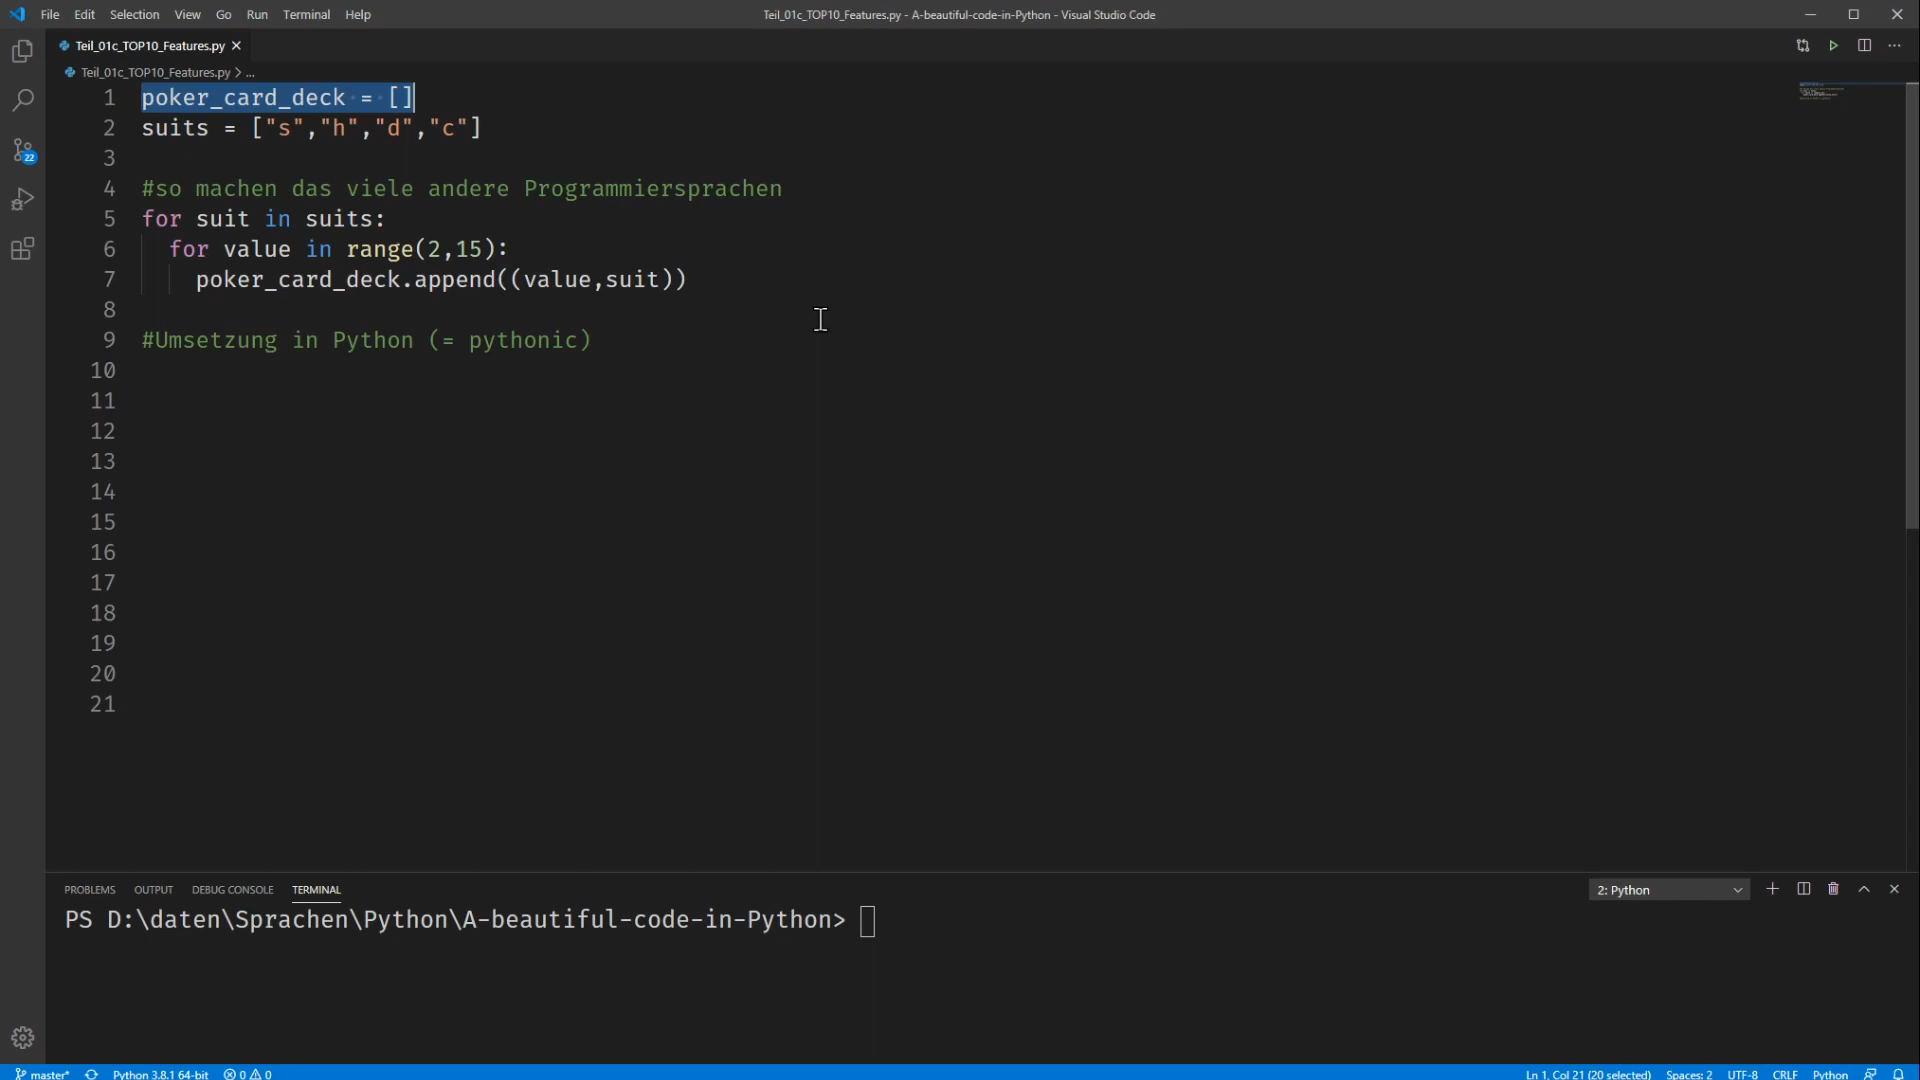 File Edit Selection View Go Run Terminal Help
Teil_01c_TOP10_Features.py - A-beautiful-code-in-Python - Visual Studio Code
Teil_01c_TOP10_Features.py
Teil_01c_TOP10_Features.py > ...
22
1 poker_card_deck = []
2 suits = ["s","h","d","c"]
3
4 #so machen das viele andere Programmiersprachen
5 for suit in suits:
6 for value in range(2,15):
7 poker_card_deck.append((value,suit))
8
9 #Umsetzung in Python (= pythonic)
10
11
12
13
14
15
16
17
18
19
20
21
PROBLEMS OUTPUT DEBUG CONSOLE TERMINAL
2: Python
PS D:\daten\Sprachen\Python\A-beautiful-code-in-Python>
master* Python 3.8.1 64-bit 0 0
Ln 1, Col 21 (20 selected) Spaces: 2 UTF-8 CRLF Python